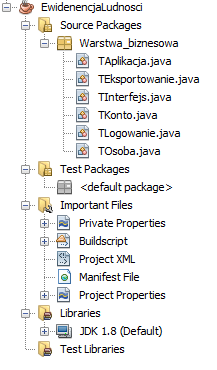 EwidenencjaLudnosci
Source Packages
Warstwa_biznesowa
TAplikacja.java
TEksportowanie.java
TInterfejs.java
TKonto.java
TLogowanie.java
TOsoba.java
Test Packages
<default package>
Important Files
Private Properties
Buildscript
Project XML
Manifest File
Project Properties
Libraries
JDK 1.8 (Default)
Test Libraries